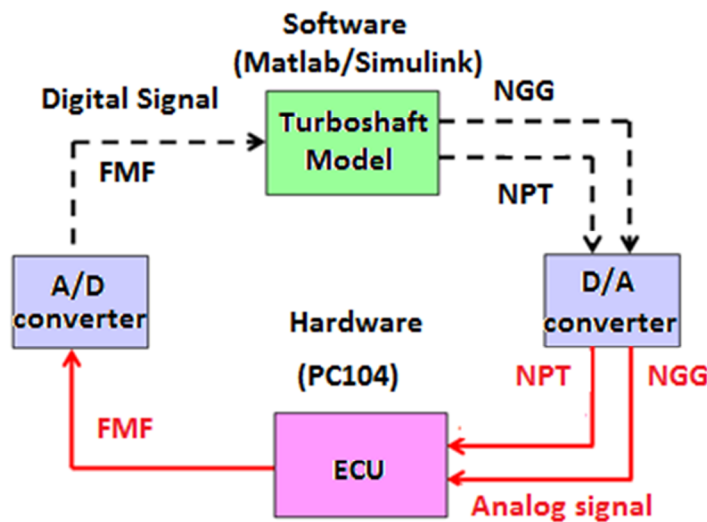 Software
(Matlab/Simulink)
Digital Signal
NGG
Turboshaft
Model
FMF
NPT
A/D
converter
D/A
converter
Hardware
(PC104)
NPT
NGG
FMF
ECU
Analog signal